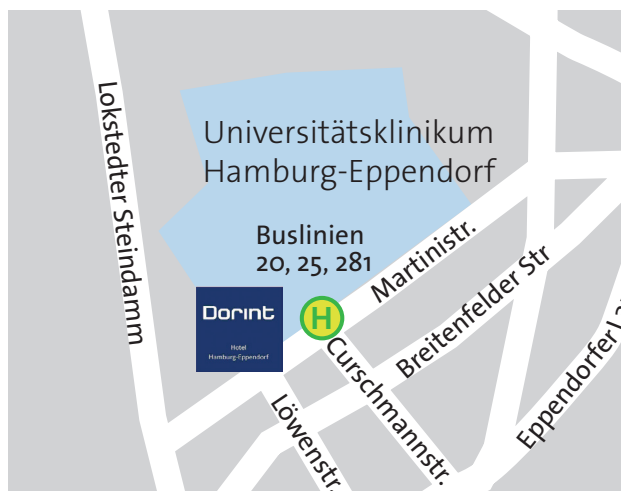 Lokstedter Steindamm
Universitätsklinikum
Hamburg-Eppendorf
Buslinien
20, 25, 281
Martinistr.
Dorint
Hotel
Hamburg-Eppendorf
H
Breitenfelder Str
Curschmannstr.
Löwenstr.
Eppendorfer